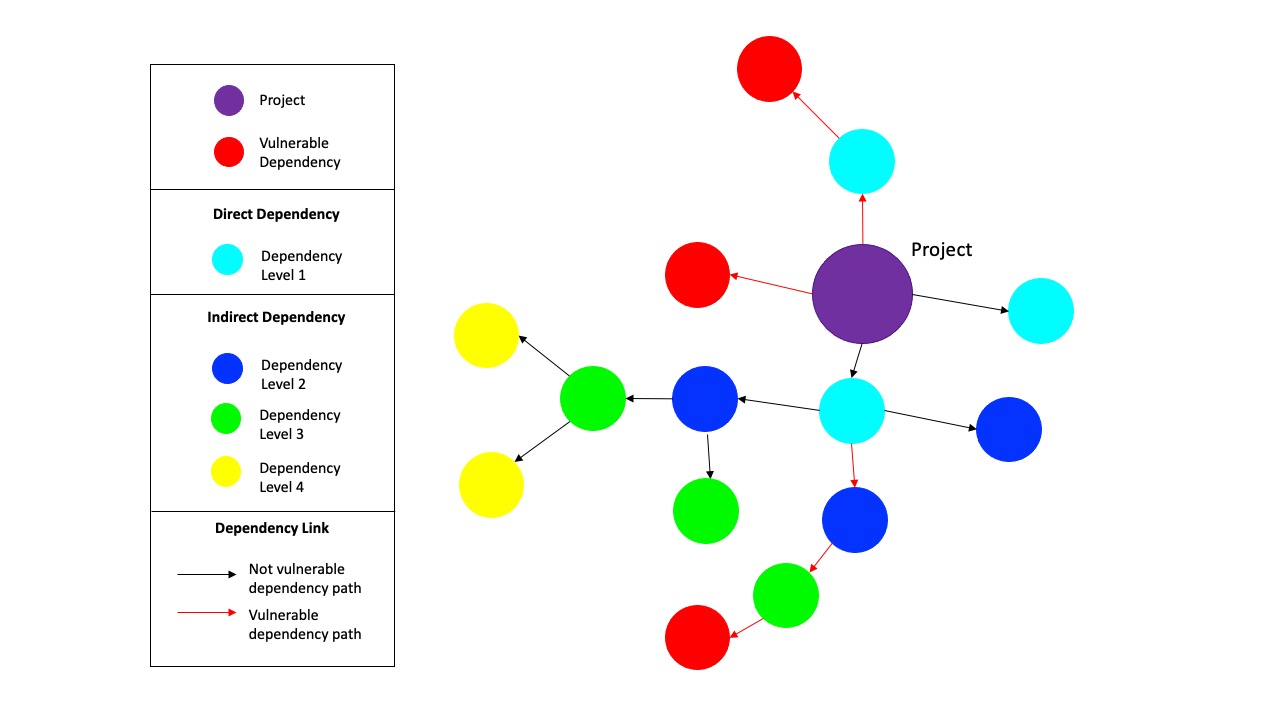 Project
Vulnerable
Dependency
Direct Dependency
Dependency
Level 1
Indirect Dependency
Dependency
Level 2
Dependency
Level 3
Dependency
Level 4
Dependency Link
Not vulnerable
dependency path
Vulnerable
dependency path
Project